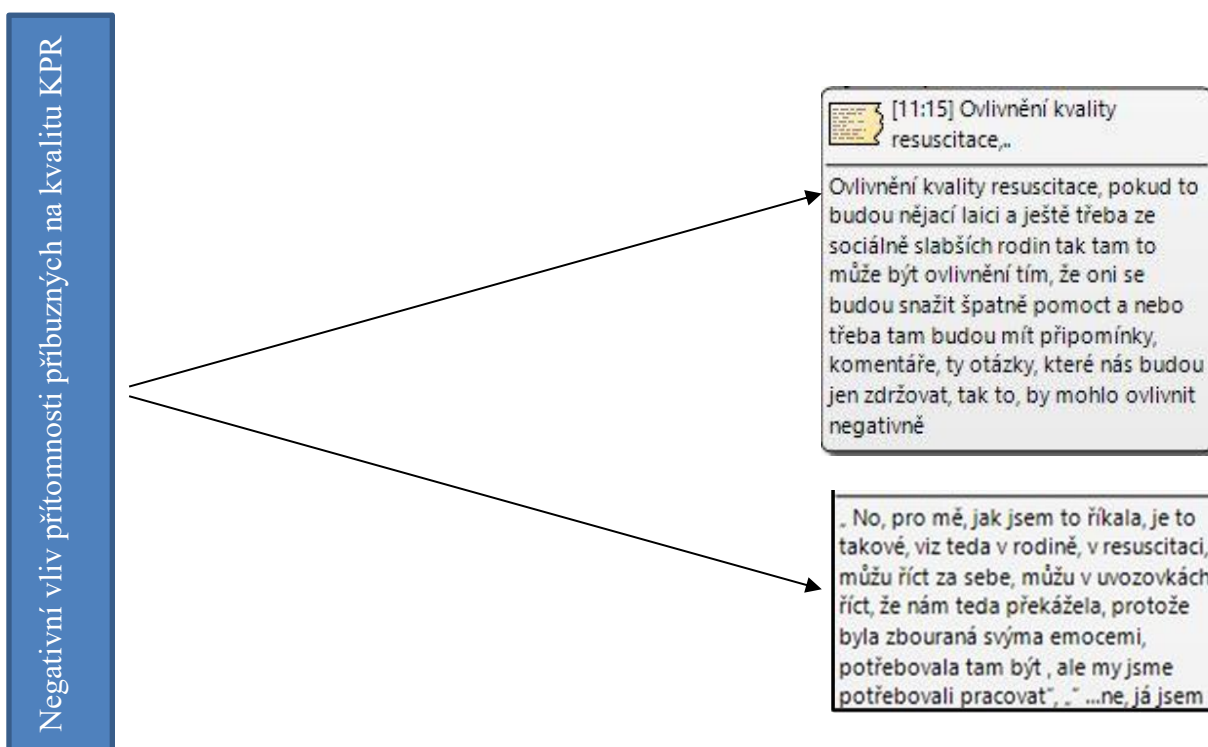 Negativní vliv přítomnosti příbuzných na kvalitu KPR
[11:15] Ovlivnění kvality
resuscitace,..
Ovlivnění kvality resuscitace, pokud to
budou nějací laici a ještě třeba ze
sociálně slabších rodin tak tam to
může být ovlivnění tím, že oni se
budou snažit špatně pomoct a nebo
třeba tam budou mít připomínky,
komentáře, ty otázky, které nás budou
jen zdržovat, tak to, by mohlo ovlivnit
negativně
„ No, pro mě, jak jsem to říkala, je to
takové, viz teda v rodině, v resuscitaci,
můžu říct za sebe, můžu v uvozovkách
říct, že nám teda překážela, protože
byla zbouraná svýma emocemi,
potřebovala tam být , ale my jsme
potřebovali pracovat“, „“ ...ne, já jsem